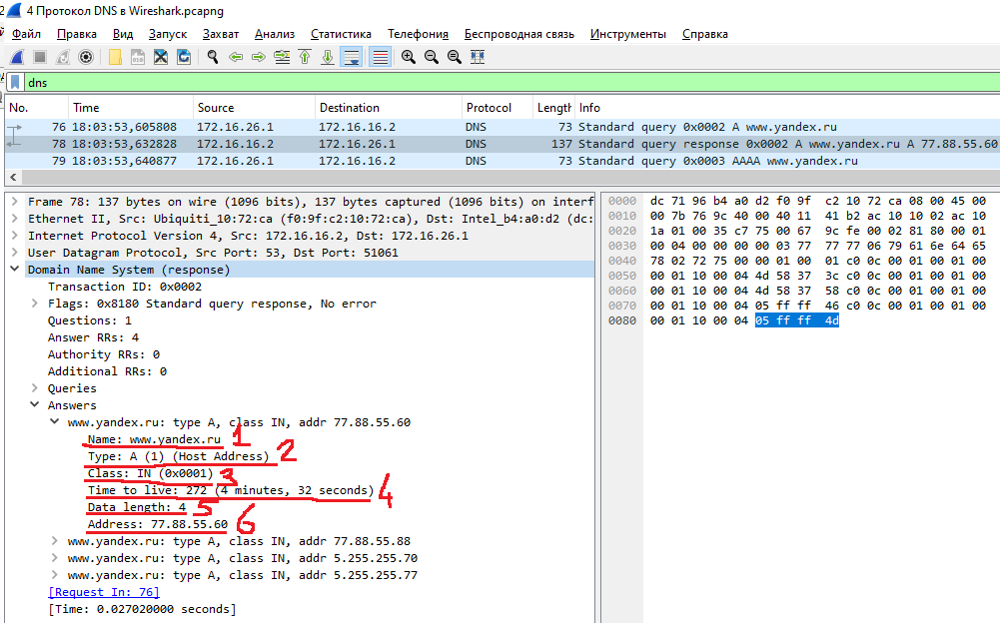 4 Протокол DNS в Wireshark.pcapng
Файл Правка Вид Запуск Захват Анализ Статистика Телефония Беспроводная связь Инструменты Справка
dns
No. Time Source Destination Protocol Lengtł Info
76 18:03:53,605808 172.16.26.1 172.16.16.2 DNS 73 Standard query 0x0002 A www.yandex.ru
78 18:03:53,632828 172.16.16.2 172.16.26.1 DNS 137 Standard query response 0x0002 A www.yandex.ru A 77.88.55.60
79 18:03:53,640877 172.16.26.1 172.16.16.2 DNS 73 Standard query 0x0003 AAAA www.yandex.ru
Frame 78: 137 bytes on wire (1096 bits), 137 bytes captured (1096 bits) on interf
Ethernet II, Src: Ubiquiti_10:72:ca (f0:9f:c2:10:72:ca), Dst: Intel_b4:a0:d2 (dc:
Internet Protocol Version 4, Src: 172.16.16.2, Dst: 172.16.26.1
User Datagram Protocol, Src Port: 53, Dst Port: 51061
Domain Name System (response)
Transaction ID: 0x0002
Flags: 0x8180 Standard query response, No error
Questions: 1
Answer RRs: 4
Authority RRs: 0
Additional RRs: 0
Queries
Answers
www.yandex.ru: type A, class IN, addr 77.88.55.60
Name: www.yandex.ru 1
Type: A (1) (Host Address) 2
Class: IN (0x0001) 3
Time to live: 272 (4 minutes, 32 seconds) 4
Data length: 4 5
Address: 77.88.55.60 6
www.yandex.ru: type A, class IN, addr 77.88.55.88
www.yandex.ru: type A, class IN, addr 5.255.255.70
www.yandex.ru: type A, class IN, addr 5.255.255.77
[Request In: 76]
[Time: 0.027020000 seconds]
0000 dc 71 96 b4 a0 d2 f0 9f c2 10 72 ca 08 00 45 00
0010 00 7b 76 9c 40 00 40 11 41 b2 ac 10 10 02 ac 10
0020 1a 01 00 35 c7 75 00 67 9c fe 00 02 81 80 00 01
0030 00 04 00 00 00 00 03 77 77 77 06 79 61 6e 64 65
0040 78 02 72 75 00 00 01 00 01 c0 0c 00 01 00 01 00
0050 00 01 10 00 04 4d 58 37 3c c0 0c 00 01 00 01 00
0060 00 01 10 00 04 4d 58 37 58 c0 0c 00 01 00 01 00
0070 00 01 10 00 04 05 ff ff 46 c0 0c 00 01 00 01 00
0080 00 01 10 00 04 05 ff ff 4d